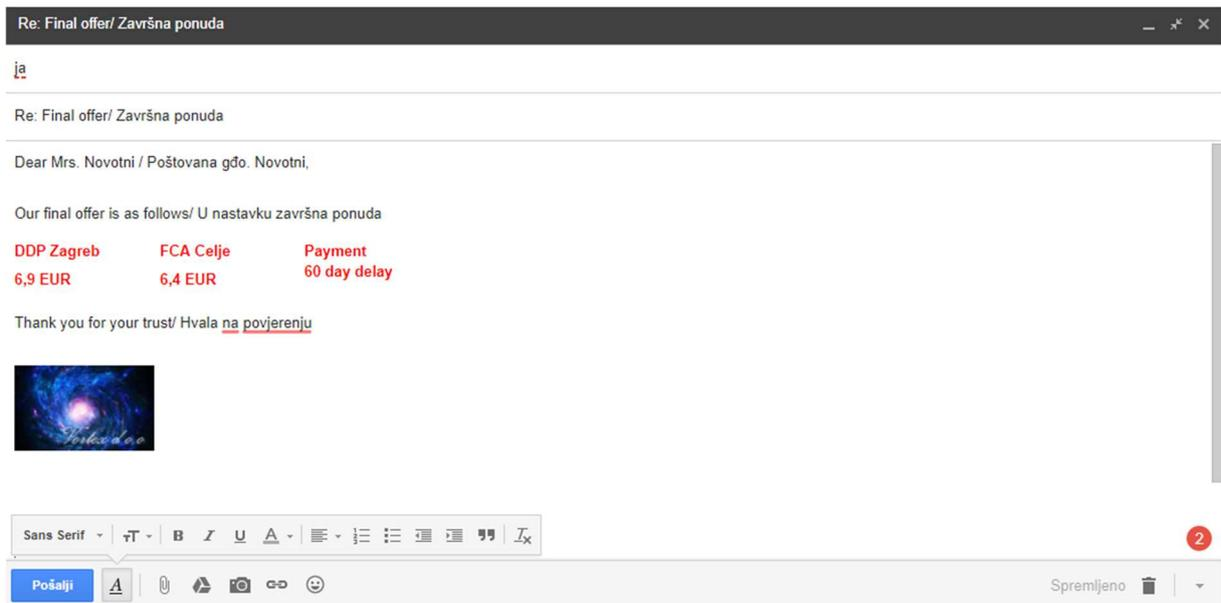 Re: Final offer/ Završna ponuda
ja
Re: Final offer/ Završna ponuda
Dear Mrs. Novotni / Poštovana gđo. Novotni,
Our final offer is as follows/ U nastavku završna ponuda
DDP Zagreb FCA Celje Payment
6,9 EUR 6,4 EUR 60 day delay
Thank you for your trust/ Hvala na povjerenju
Vortex d.o.o
Sans Serif
2
Pošalji
Spremljeno